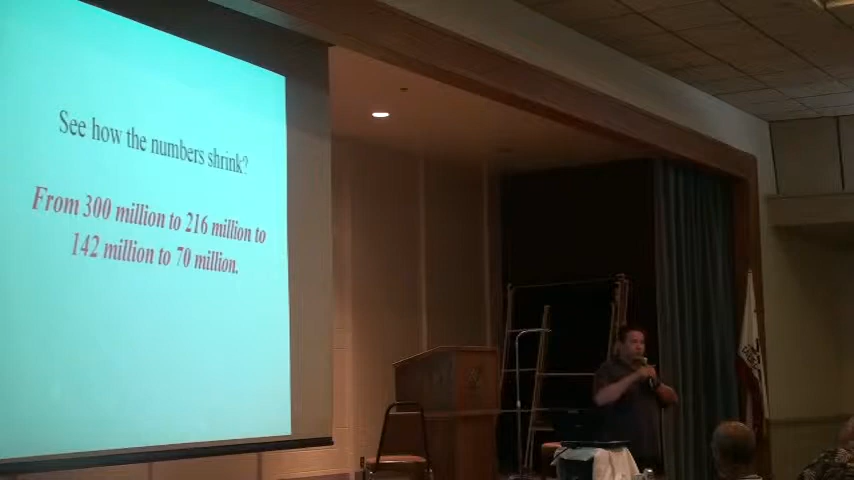 See how the numbers shrink?
From 300 million to 216 million to
142 million to 70 million.